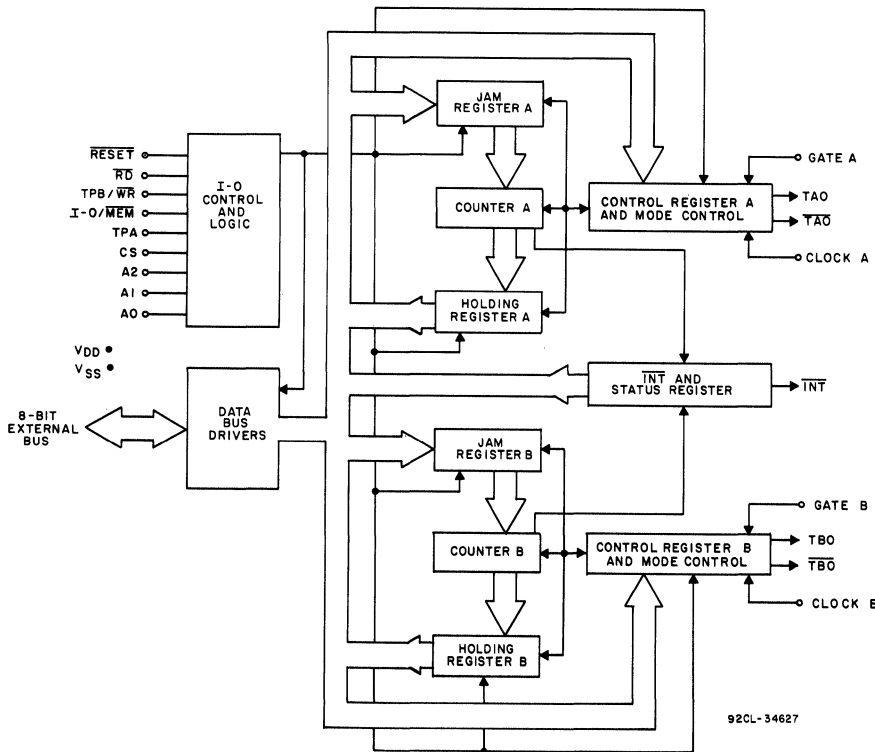 JAM
REGISTER A
RESET
RD
TPB/WR
I-O/MEM
TPA
CS
A2
A1
A0
I-O
CONTROL
AND
LOGIC
COUNTER A
CONTROL REGISTER A
AND MODE CONTROL
GATE A
TAO
TAO
CLOCK A
HOLDING
REGISTER A
VDD
VSS
INT AND
STATUS REGISTER
INT
8-BIT
EXTERNAL
BUS
DATA
BUS
DRIVERS
JAM
REGISTER B
COUNTER B
CONTROL REGISTER B
AND MODE CONTROL
GATE B
TBO
TBO
CLOCK B
HOLDING
REGISTER B
92CL-34627